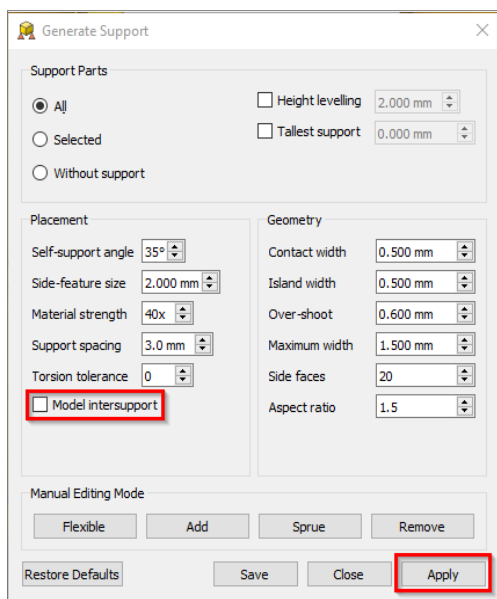 Generate Support
Support Parts
All
Selected
Without support
Height levelling 2.000 mm
Tallest support 0.000 mm
Placement
Self-support angle 35°
Side-feature size 2.000 mm
Material strength 40x
Support spacing 3.0 mm
Torsion tolerance 0
Model intersupport
Geometry
Contact width 0.500 mm
Island width 0.500 mm
Over-shoot 0.600 mm
Maximum width 1.500 mm
Side faces 20
Aspect ratio 1.5
Manual Editing Mode
Flexible Add Sprue Remove
Restore Defaults Save Close Apply